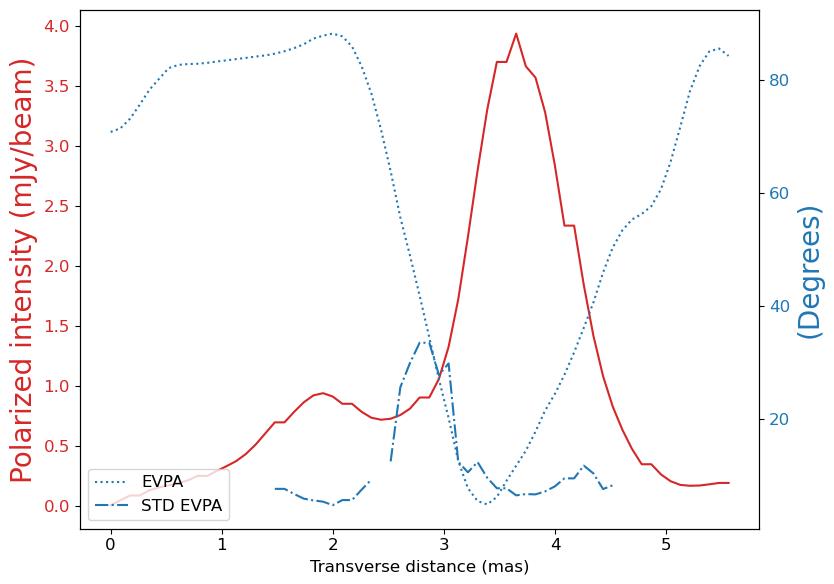 Polarized intensity (mJy/beam)
4.0
3.5
3.0
2.5
2.0
1.5
1.0
0.5
0.0
80
60
40
20
(Degrees)
EVPA
STD EVPA
0 1 2 3 4 5
Transverse distance (mas)